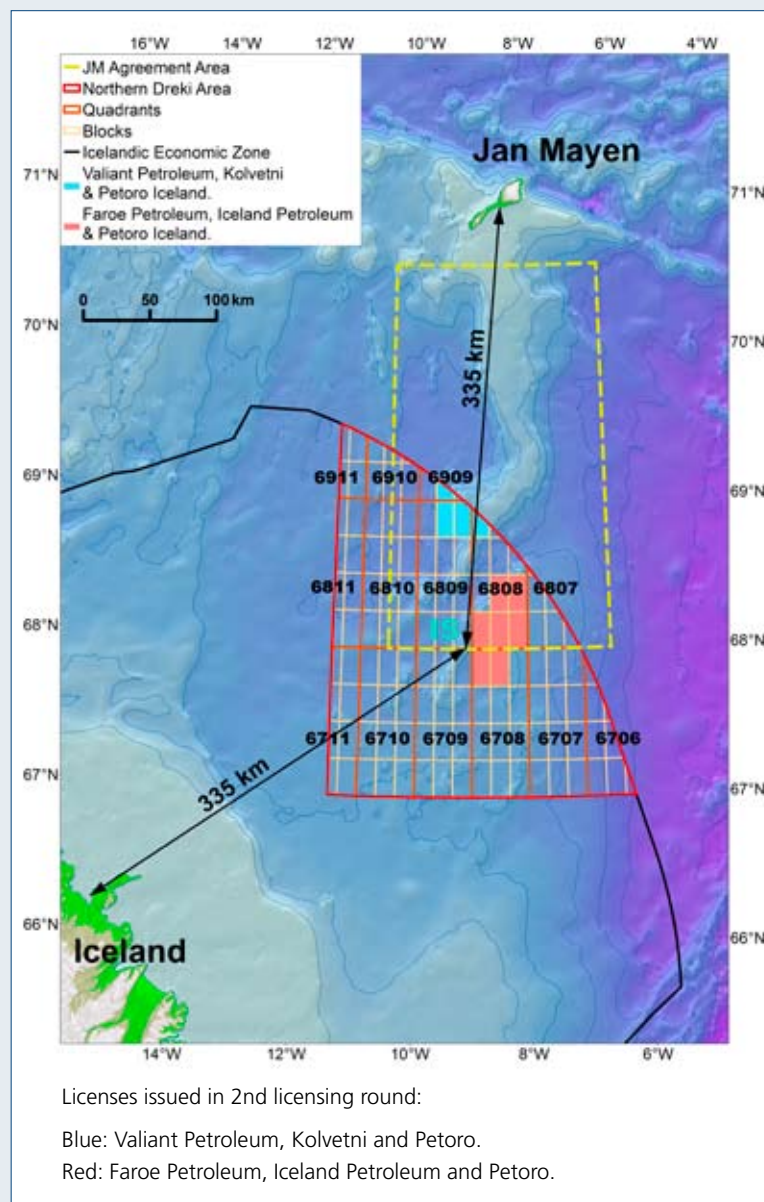 16°W 14°W 12°W 10°W 8°W 6°W 4°W
JM Agreement Area
Northern Dreki Area
Quadrants
Blocks
Icelandic Economic Zone
Valiant Petroleum, Kolvetni
& Petoro Iceland.
Faroe Petroleum, Iceland Petroleum
& Petoro Iceland.
0 50 100 km
Jan Mayen
71°N 71°N
70°N 70°N
335 km
69°N 69°N
6911 6910 6909
6811 6810 6809 6808 6807
68°N 68°N
6711 6710 6709 6708 6707 6706
67°N 67°N
335 km
66°N 66°N
Iceland
14°W 12°W 10°W 8°W 6°W
Licenses issued in 2nd licensing round:
Blue: Valiant Petroleum, Kolvetni and Petoro.
Red: Faroe Petroleum, Iceland Petroleum and Petoro.